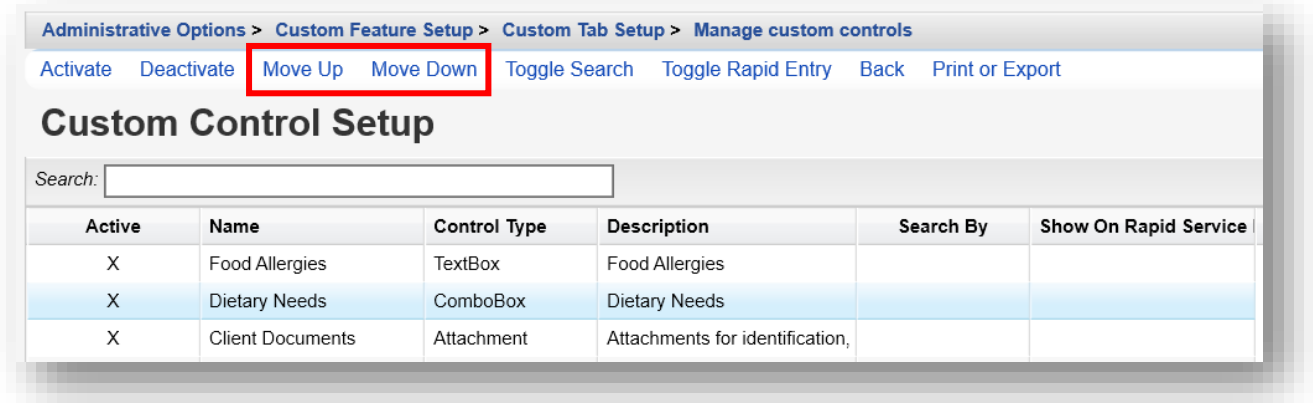 Administrative Options > Custom Feature Setup > Custom Tab Setup > Manage custom controls
Activate Deactivate Move Up Move Down Toggle Search Toggle Rapid Entry Back Print or Export
Custom Control Setup
Search:
Active Name Control Type Description Search By Show On Rapid Service
X Food Allergies TextBox Food Allergies
X Dietary Needs ComboBox Dietary Needs
X Client Documents Attachment Attachments for identification,